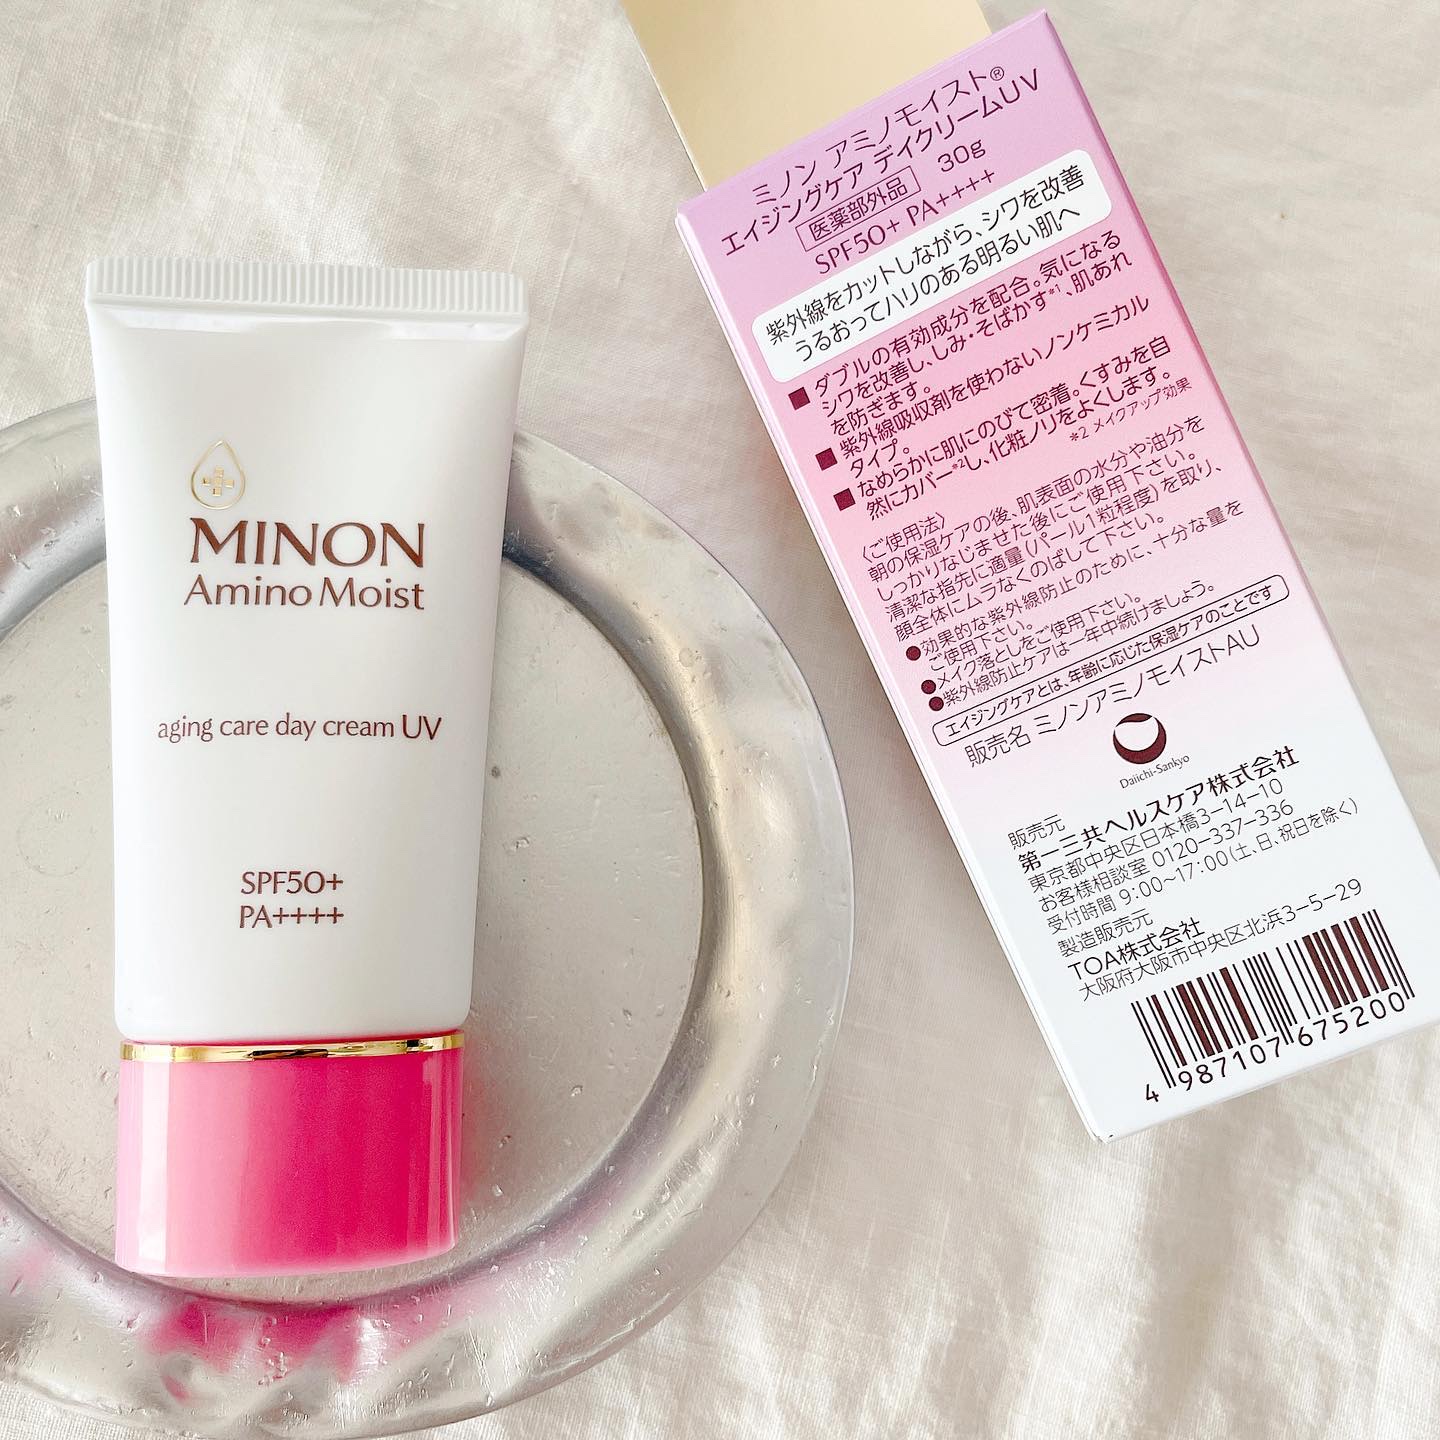 MINON
Amino Moist
aging care day cream UV
SPF50+
PA++++
ミノン アミノモイスト®
エイジングケア デイクリームUV
医薬部外品 30g
SPF50+ PA++++
紫外線をカットしながら、シワを改善
うるおってハリのある明るい肌へ
■ ダブルの有効成分を配合。気になる
シワを改善し、しみ・そばかす*1、肌あれ
を防ぎます。
■ 紫外線吸収剤を使わないノンケミカル
タイプ。
■ なめらかに肌にのびて密着。くすみを自
然にカバー*2し、化粧ノリをよくします。
*2 メイクアップ効果
〈ご使用法〉
朝の保湿ケアの後、肌表面の水分や油分を
しっかりなじませた後にご使用下さい。
清潔な指先に適量(パール1粒程度)を取り、
顔全体にムラなくのばして下さい。
●効果的な紫外線防止のために、十分な量を
ご使用下さい。
●メイク落としをご使用下さい。
●紫外線防止ケアは一年中続けましょう。
エイジングケアとは、年齢に応じた保湿ケアのことです
販売名 ミノンアミノモイストAU
Daiichi-Sankyo
販売元
第一三共ヘルスケア株式会社
東京都中央区日本橋3-14-10
お客様相談室 0120-337-336
受付時間 9:00~17:00(土、日、祝日を除く)
製造販売元
TOA株式会社
大阪府大阪市中央区北浜3-5-29
4 987107 675200